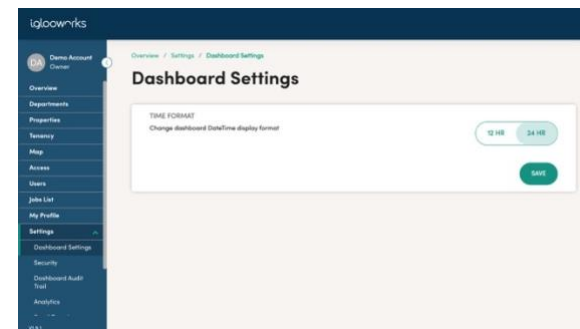 iglooworks
DA
Demo Account
Owner
Overview
Departments
Properties
Tenancy
Map
Access
Users
Jobs List
My Profile
Settings
Dashboard Settings
Security
Dashboard Audit
Trail
Analytics
Overview / Settings / Dashboard Settings
Dashboard Settings
TIME FORMAT
Change dashboard DateTime display format
12 HR
24 HR
SAVE